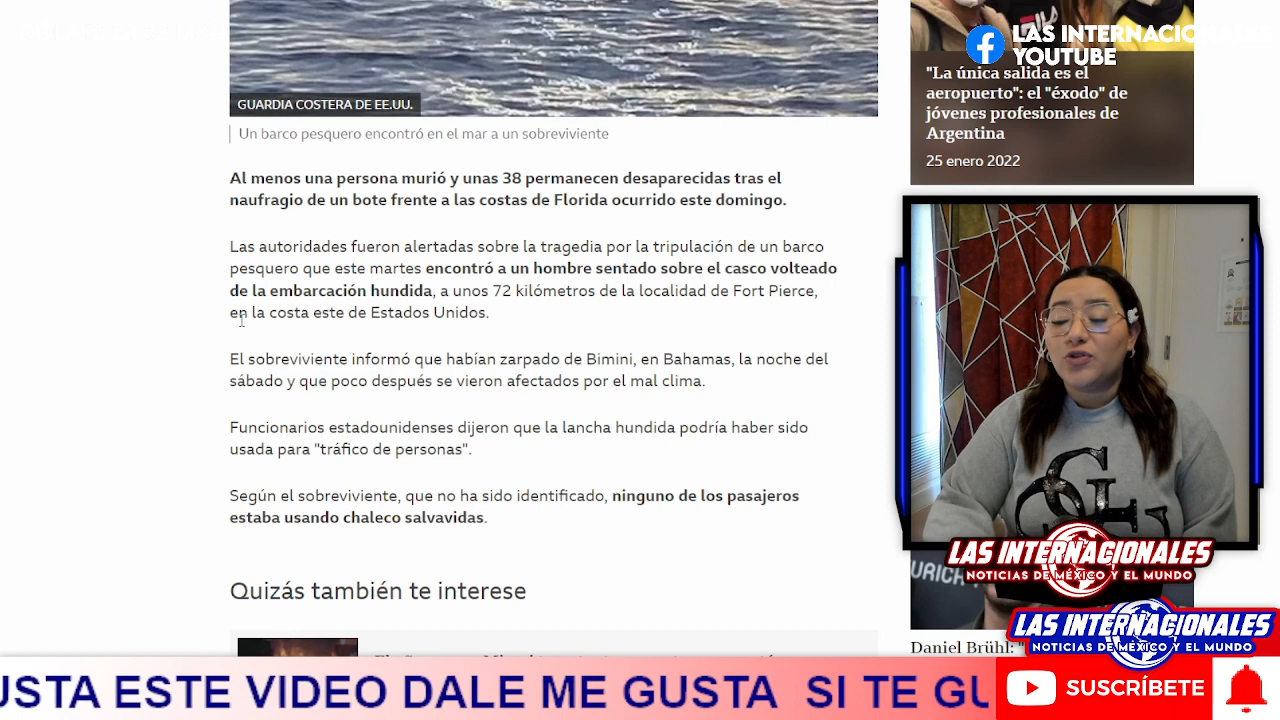 LAS INTERNACIONALES
YOUTUBE
GUARDIA COSTERA DE EE.UU.
Un barco pesquero encontró en el mar a un sobreviviente
Al menos una persona murió y unas 38 permanecen desaparecidas tras el
naufragio de un bote frente a las costas de Florida ocurrido este domingo.
Las autoridades fueron alertadas sobre la tragedia por la tripulación de un barco
pesquero que este martes encontró a un hombre sentado sobre el casco volteado
de la embarcación hundida, a unos 72 kilómetros de la localidad de Fort Pierce,
en la costa este de Estados Unidos.
El sobreviviente informó que habían zarpado de Bimini, en Bahamas, la noche del
sábado y que poco después se vieron afectados por el mal clima.
Funcionarios estadounidenses dijeron que la lancha hundida podría haber sido
usada para "tráfico de personas".
Según el sobreviviente, que no ha sido identificado, ninguno de los pasajeros
estaba usando chaleco salvavidas.
Quizás también te interese
FILA
"La única salida es el
aeropuerto": el "éxodo" de
jóvenes profesionales de
Argentina
25 enero 2022
LAS INTERNACIONALES
NOTICIAS DE MÉXICO Y EL MUNDO
LAS INTERNACIONALES
NOTICIAS DE MÉXICO Y EL MUNDO
Daniel Brühl: "
USTA ESTE VIDEO DALE ME GUSTA SI TE GU
SUSCRÍBETE